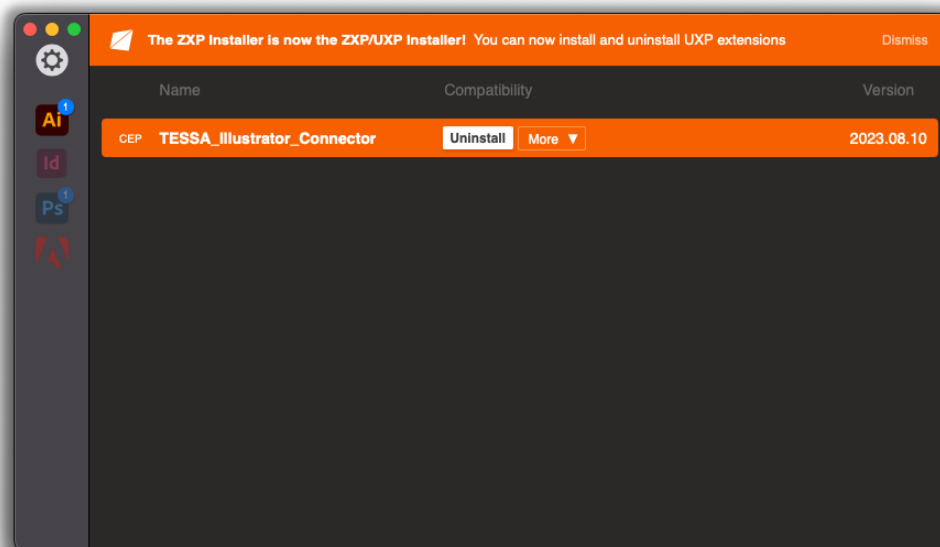 The ZXP Installer is now the ZXP/UXP Installer! You can now install and uninstall UXP extensions Dismiss
Name Compatibility Version
Ai 1
CEP TESSA_Illustrator_Connector Uninstall More ▼ 2023.08.10
Id
Ps 1